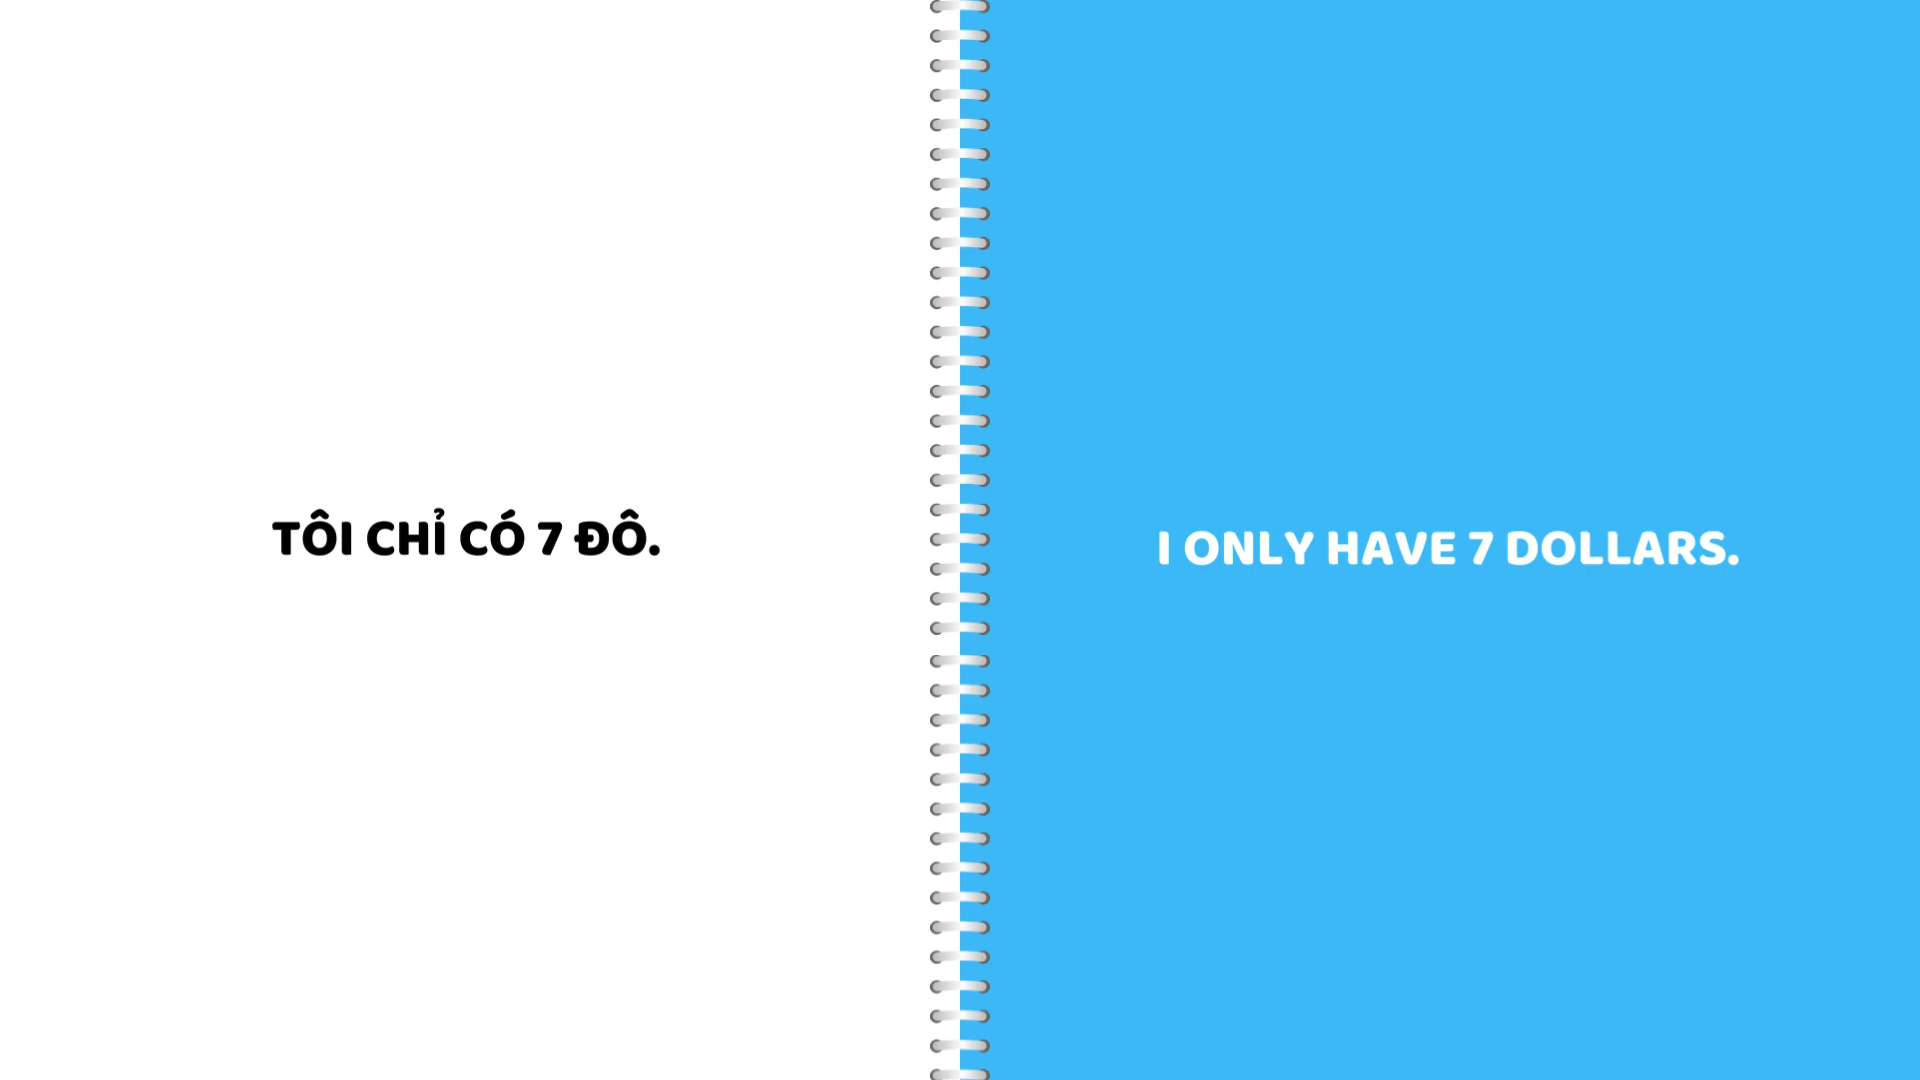 TÔI CHỈ CÓ 7 ĐÔ.
I ONLY HAVE 7 DOLLARS.